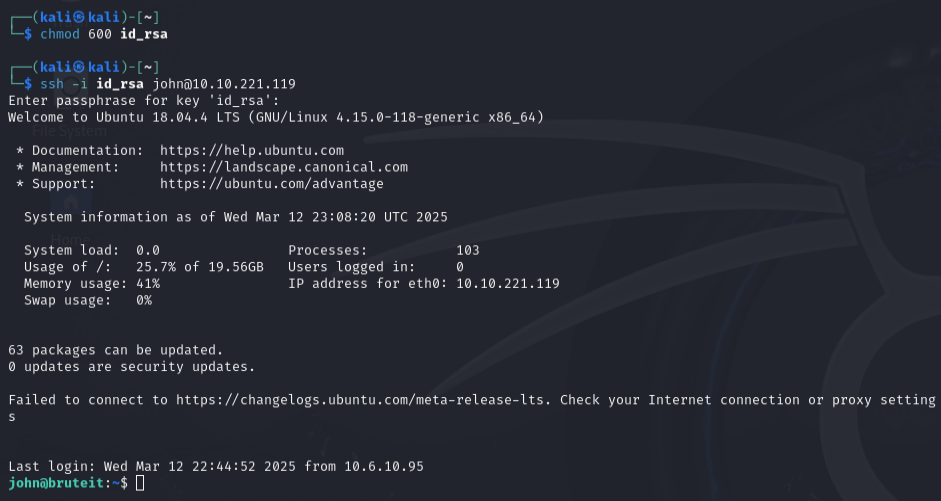 ┌──(kali㉿kali)-[~]
└─$ chmod 600 id_rsa
┌──(kali㉿kali)-[~]
└─$ ssh -i id_rsa john@10.10.221.119
Enter passphrase for key 'id_rsa':
Welcome to Ubuntu 18.04.4 LTS (GNU/Linux 4.15.0-118-generic x86_64)
File System
* Documentation:  https://help.ubuntu.com
* Management:     https://landscape.canonical.com
* Support:        https://ubuntu.com/advantage
System information as of Wed Mar 12 23:08:20 UTC 2025
Home
System load:  0.0                Processes:           103
Usage of /:   25.7% of 19.56GB   Users logged in:     0
Memory usage: 41%                IP address for eth0: 10.10.221.119
Swap usage:   0%
63 packages can be updated.
0 updates are security updates.
Failed to connect to https://changelogs.ubuntu.com/meta-release-lts. Check your Internet connection or proxy setting
s
Last login: Wed Mar 12 22:44:52 2025 from 10.6.10.95
john@bruteit:~$